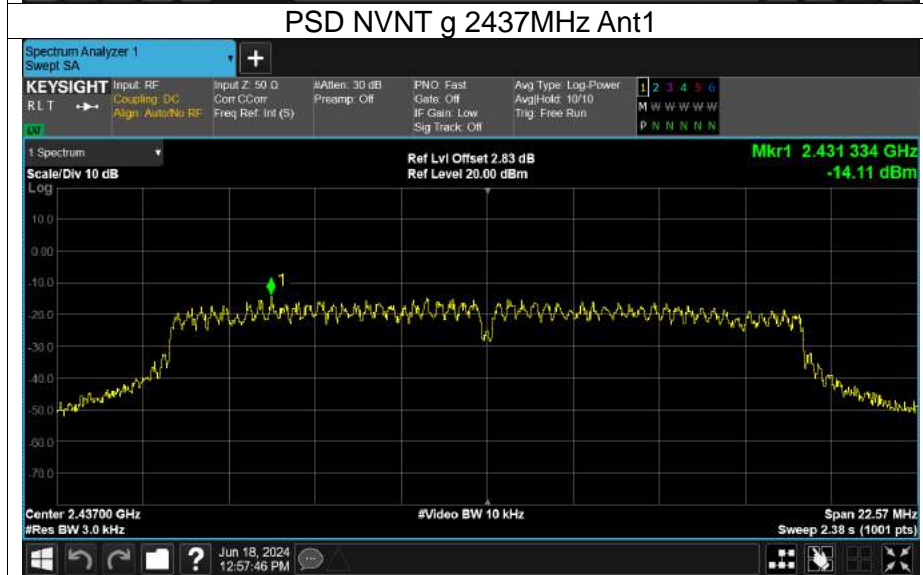 PSD NVNT g 2437MHz Ant1
Spectrum Analyzer 1
Swept SA
+
KEYSIGHT
RLT
LXI
Input: RF
Coupling: DC
Align: Auto/No RF
Input Z: 50 Ω
Corr CCorr
Freq Ref: Int (S)
#Atten: 30 dB
Preamp: Off
PNO: Fast
Gate: Off
IF Gain: Low
Sig Track: Off
Avg Type: Log-Power
Avg|Hold: 10/10
Trig: Free Run
1 2 3 4 5 6
M W W W W W
P N N N N N
1 Spectrum
Scale/Div 10 dB
Ref Lvl Offset 2.83 dB
Ref Level 20.00 dBm
Mkr1 2.431 334 GHz
-14.11 dBm
Log
10.0
0.00
-10.0
-20.0
-30.0
-40.0
-50.0
-60.0
-70.0
1
Center 2.43700 GHz
#Res BW 3.0 kHz
#Video BW 10 kHz
Span 22.57 MHz
Sweep 2.38 s (1001 pts)
?
Jun 18, 2024
12:57:46 PM